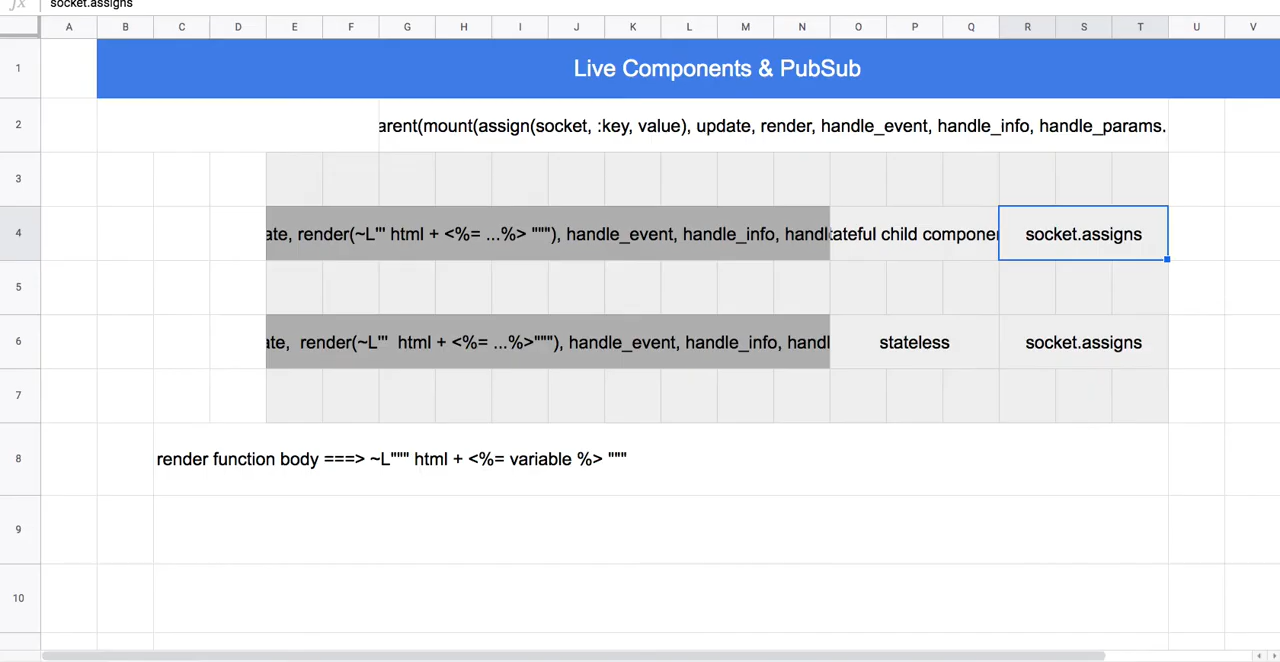 fx socket.assigns
A B C D E F G H I J K L M N O P Q R S T U V
1 Live Components & PubSub
2 arent(mount(assign(socket, :key, value), update, render, handle_event, handle_info, handle_params.
3
4 ate, render(~L"' html + <%= ...%> """), handle_event, handle_info, handl tateful child componen socket.assigns
5
6 ate, render(~L"' html + <%= ...%>"""), handle_event, handle_info, handl stateless socket.assigns
7
8 render function body ===> ~L""" html + <%= variable %> """
9
10